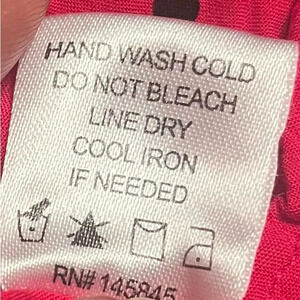 HAND WASH COLD
DO NOT BLEACH
LINE DRY
COOL IRON
IF NEEDED
RN# 145845